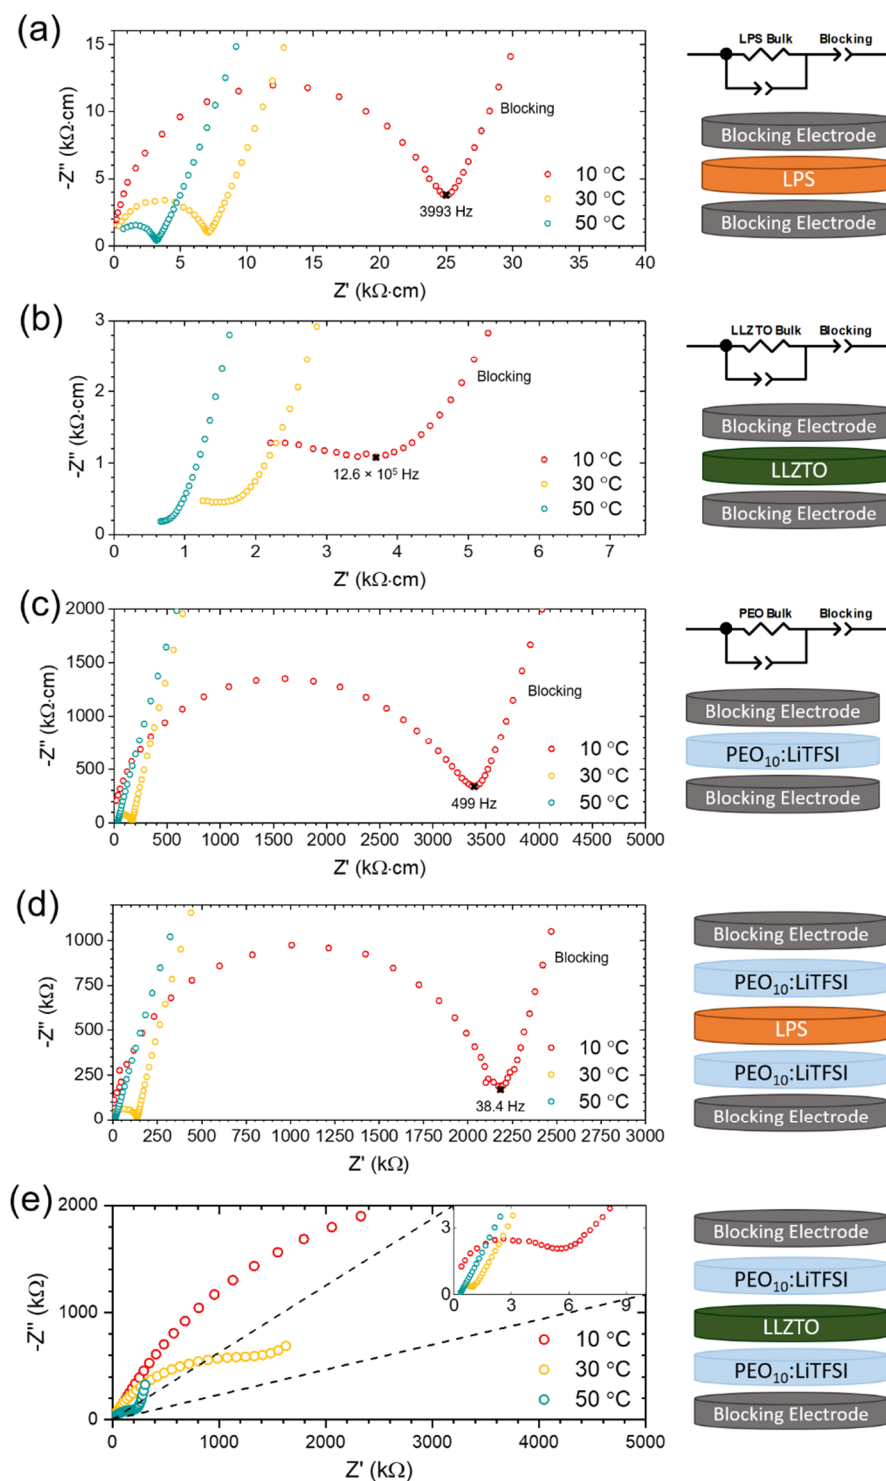 (a)
15
10
5
0
-Z" (kΩ·cm)
0 5 10 15 20 25 30 35 40
Z' (kΩ·cm)
Blocking
3993 Hz
10 °C
30 °C
50 °C
LPS Bulk Blocking
Blocking Electrode
LPS
Blocking Electrode
(b)
3
2
1
0
-Z" (kΩ·cm)
0 1 2 3 4 5 6 7
Z' (kΩ·cm)
Blocking
12.6 × 10⁵ Hz
10 °C
30 °C
50 °C
LLZTO Bulk Blocking
Blocking Electrode
LLZTO
Blocking Electrode
(c)
2000
1500
1000
500
0
-Z" (kΩ·cm)
0 500 1000 1500 2000 2500 3000 3500 4000 4500 5000
Z' (kΩ·cm)
Blocking
499 Hz
10 °C
30 °C
50 °C
PEO Bulk Blocking
Blocking Electrode
PEO₁₀:LiTFSI
Blocking Electrode
(d)
1000
750
500
250
0
-Z" (kΩ)
0 250 500 750 1000 1250 1500 1750 2000 2250 2500 2750 3000
Z' (kΩ)
Blocking
38.4 Hz
10 °C
30 °C
50 °C
Blocking Electrode
PEO₁₀:LiTFSI
LPS
PEO₁₀:LiTFSI
Blocking Electrode
(e)
2000
1000
0
-Z" (kΩ)
0 1000 2000 3000 4000 5000
Z' (kΩ)
3
0
0 3 6 9
10 °C
30 °C
50 °C
Blocking Electrode
PEO₁₀:LiTFSI
LLZTO
PEO₁₀:LiTFSI
Blocking Electrode